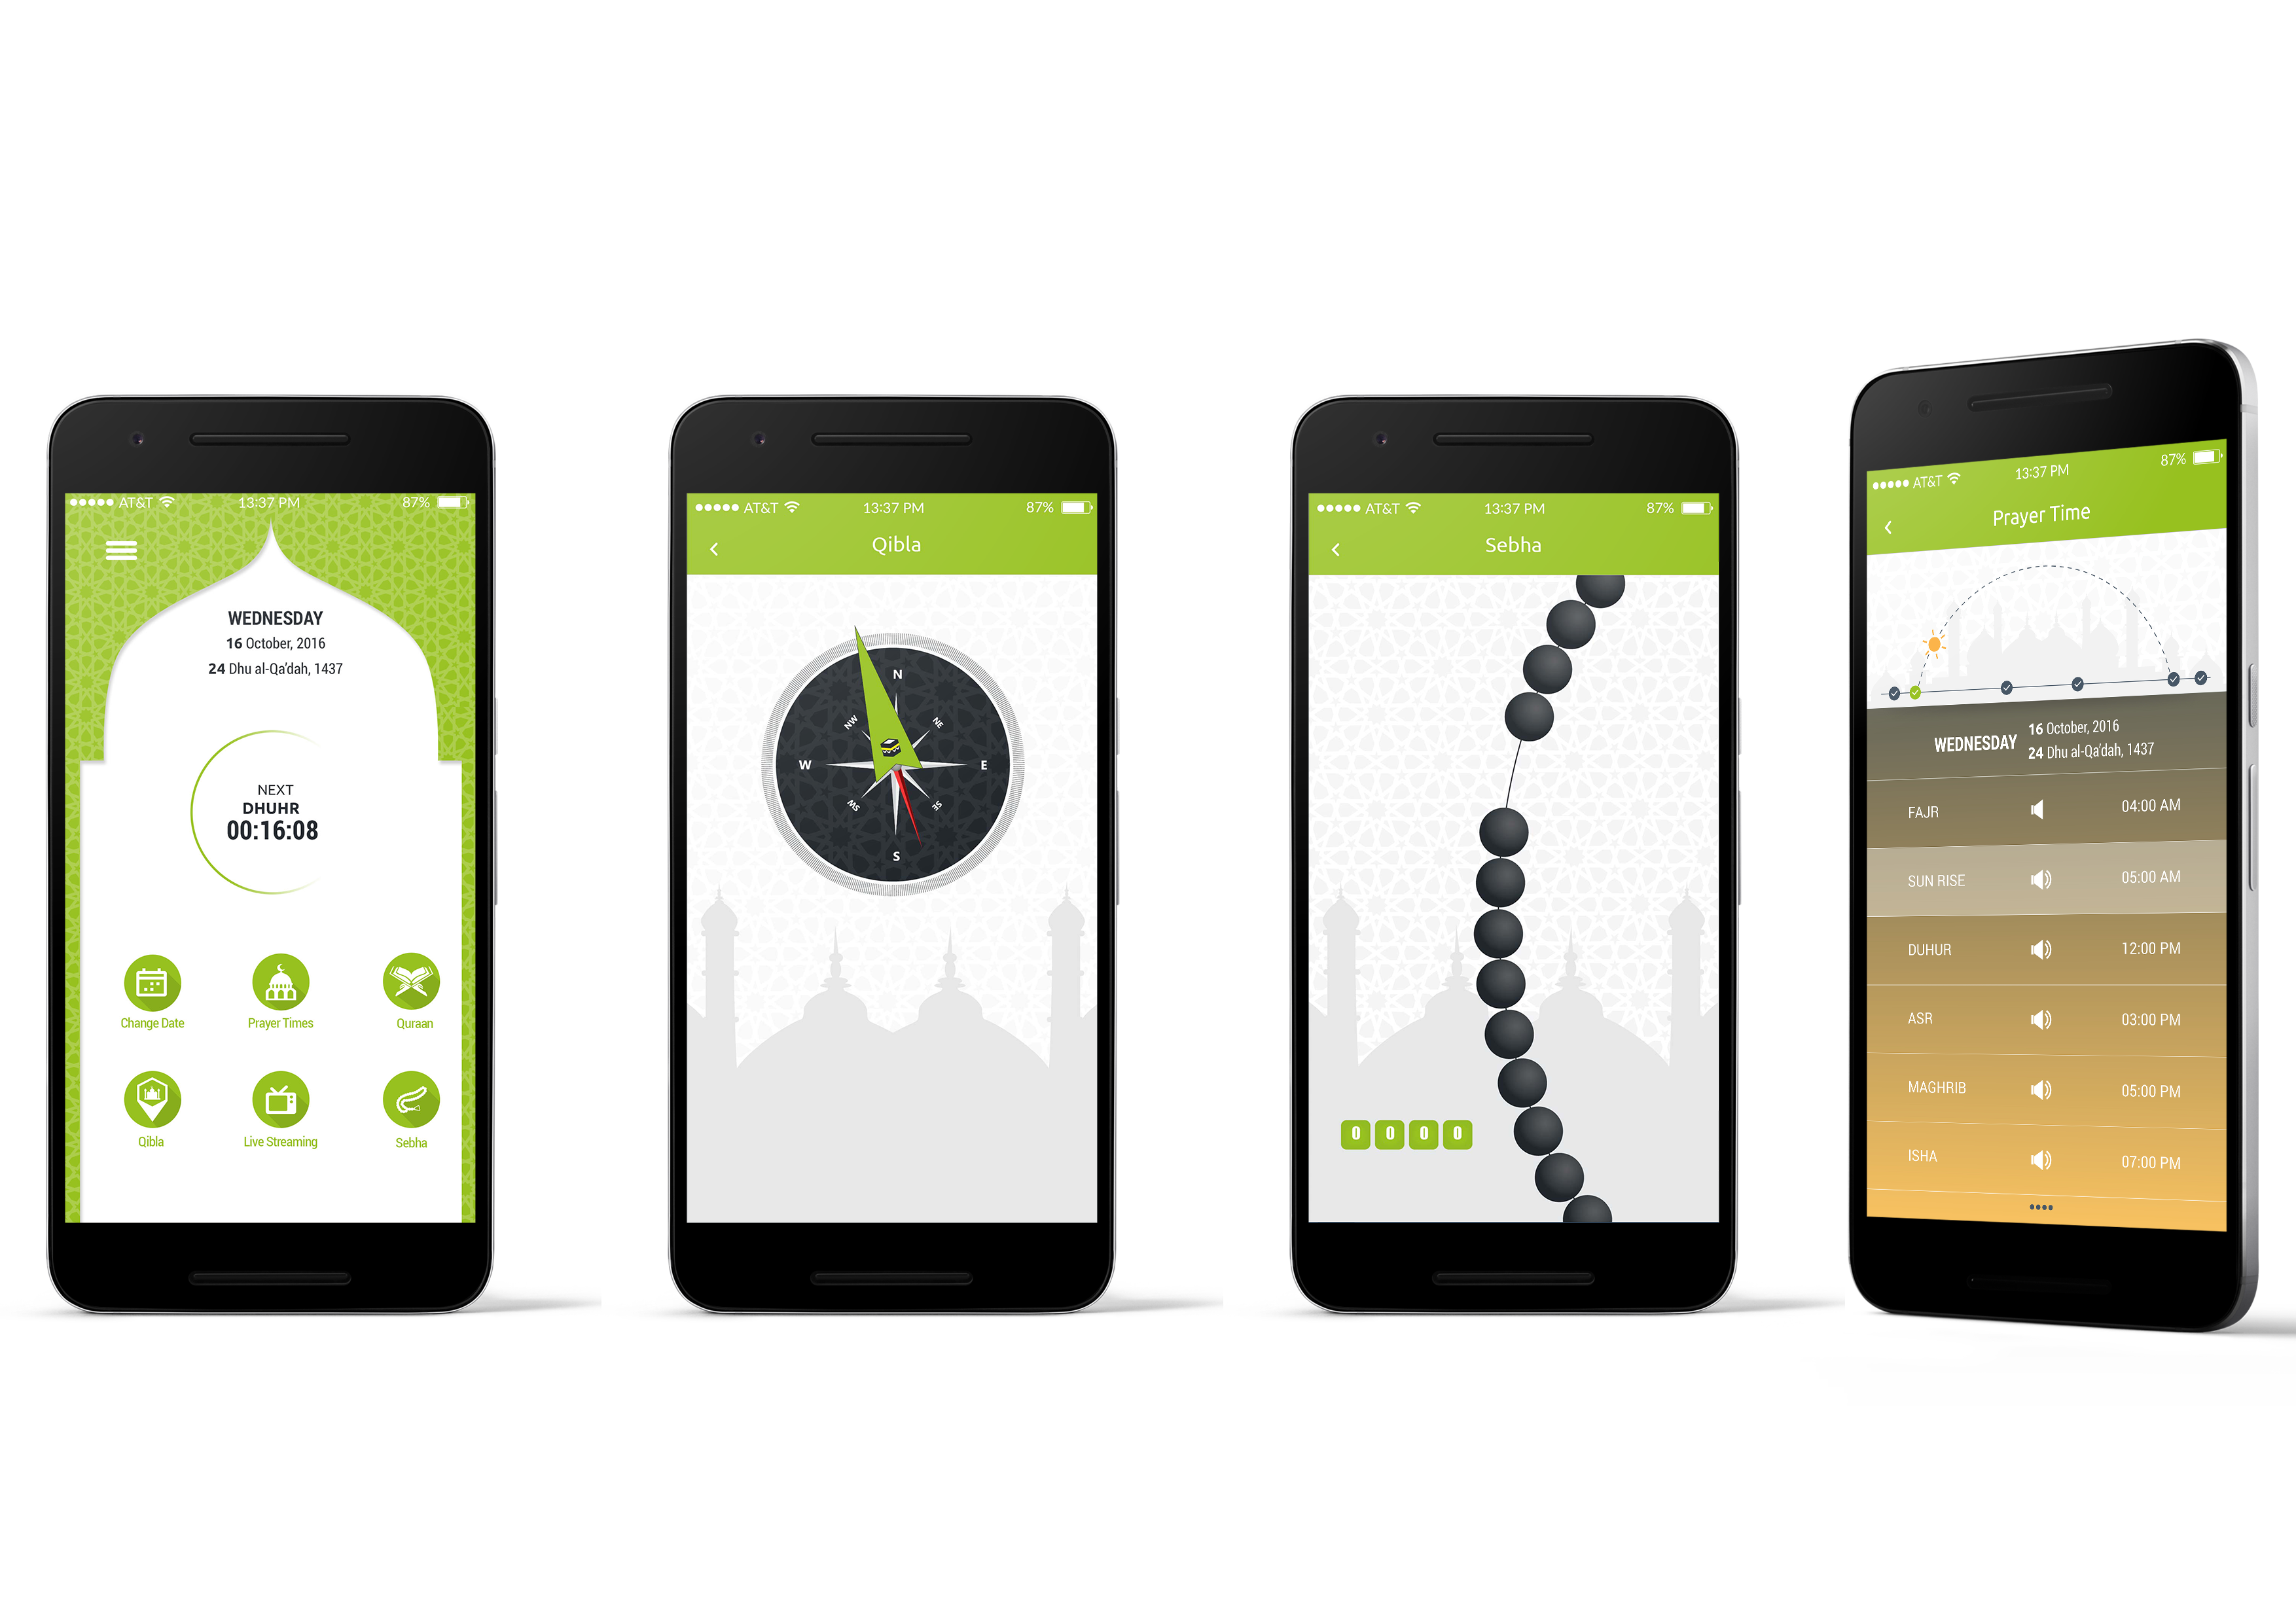 AT&T 13:37 PM 87%
WEDNESDAY
16 October, 2016
24 Dhu al-Qa'dah, 1437
NEXT
DHUHR
00:16:08
Change Date Prayer Times Quraan
Qibla Live Streaming Sebha
AT&T 13:37 PM 87%
Qibla
N
NW NE
W E
SW SE
S
AT&T 13:37 PM 87%
Sebha
0 0 0 0
AT&T 13:37 PM 87%
Prayer Time
WEDNESDAY
16 October, 2016
24 Dhu al-Qa'dah, 1437
FAJR 04:00 AM
SUN RISE 05:00 AM
DUHUR 12:00 PM
ASR 03:00 PM
MAGHRIB 05:00 PM
ISHA 07:00 PM